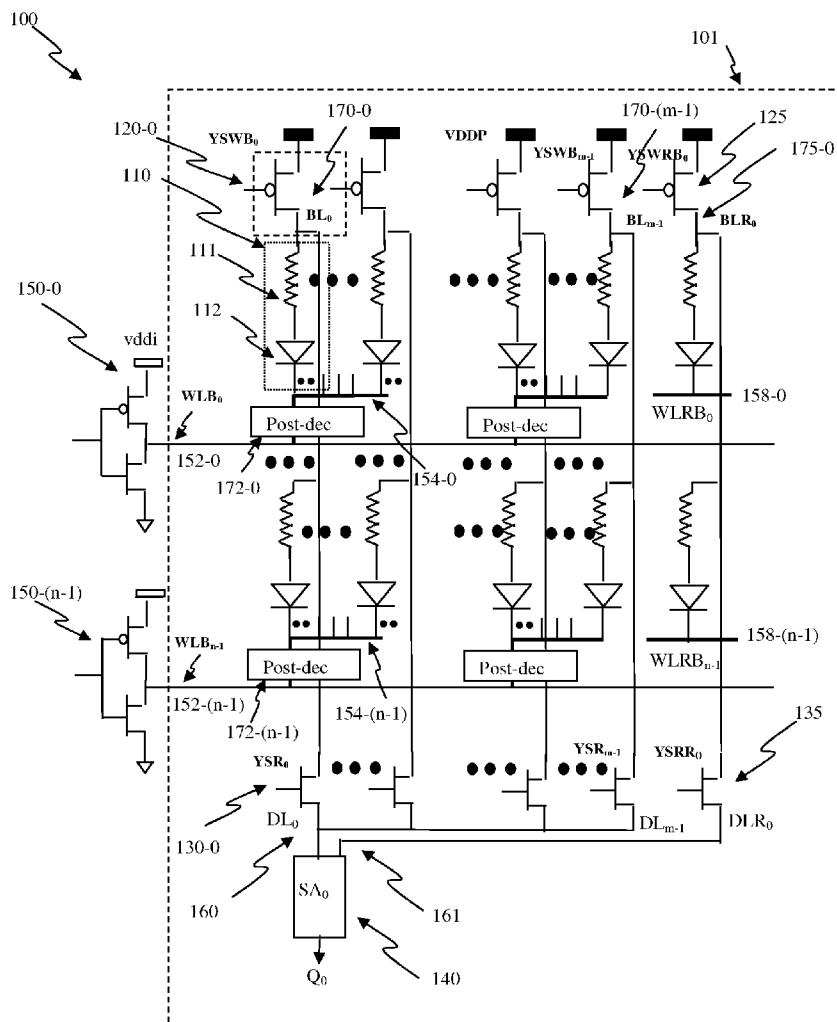 100
101
120-0
YSWB0
170-0
VDDP
170-(m-1)
125
YSWBm-1
YSWRB0
175-0
110
BL0
BLm-1
BLR0
111
150-0
112
vddi
WLB0
Post-dec
Post-dec
158-0
WLRB0
152-0
172-0
154-0
150-(n-1)
WLBn-1
Post-dec
Post-dec
158-(n-1)
WLRBn-1
152-(n-1)
172-(n-1)
154-(n-1)
135
YSR0
YSRm-1
YSRR0
DL0
DLm-1
DLR0
130-0
160
SA0
161
140
Q0